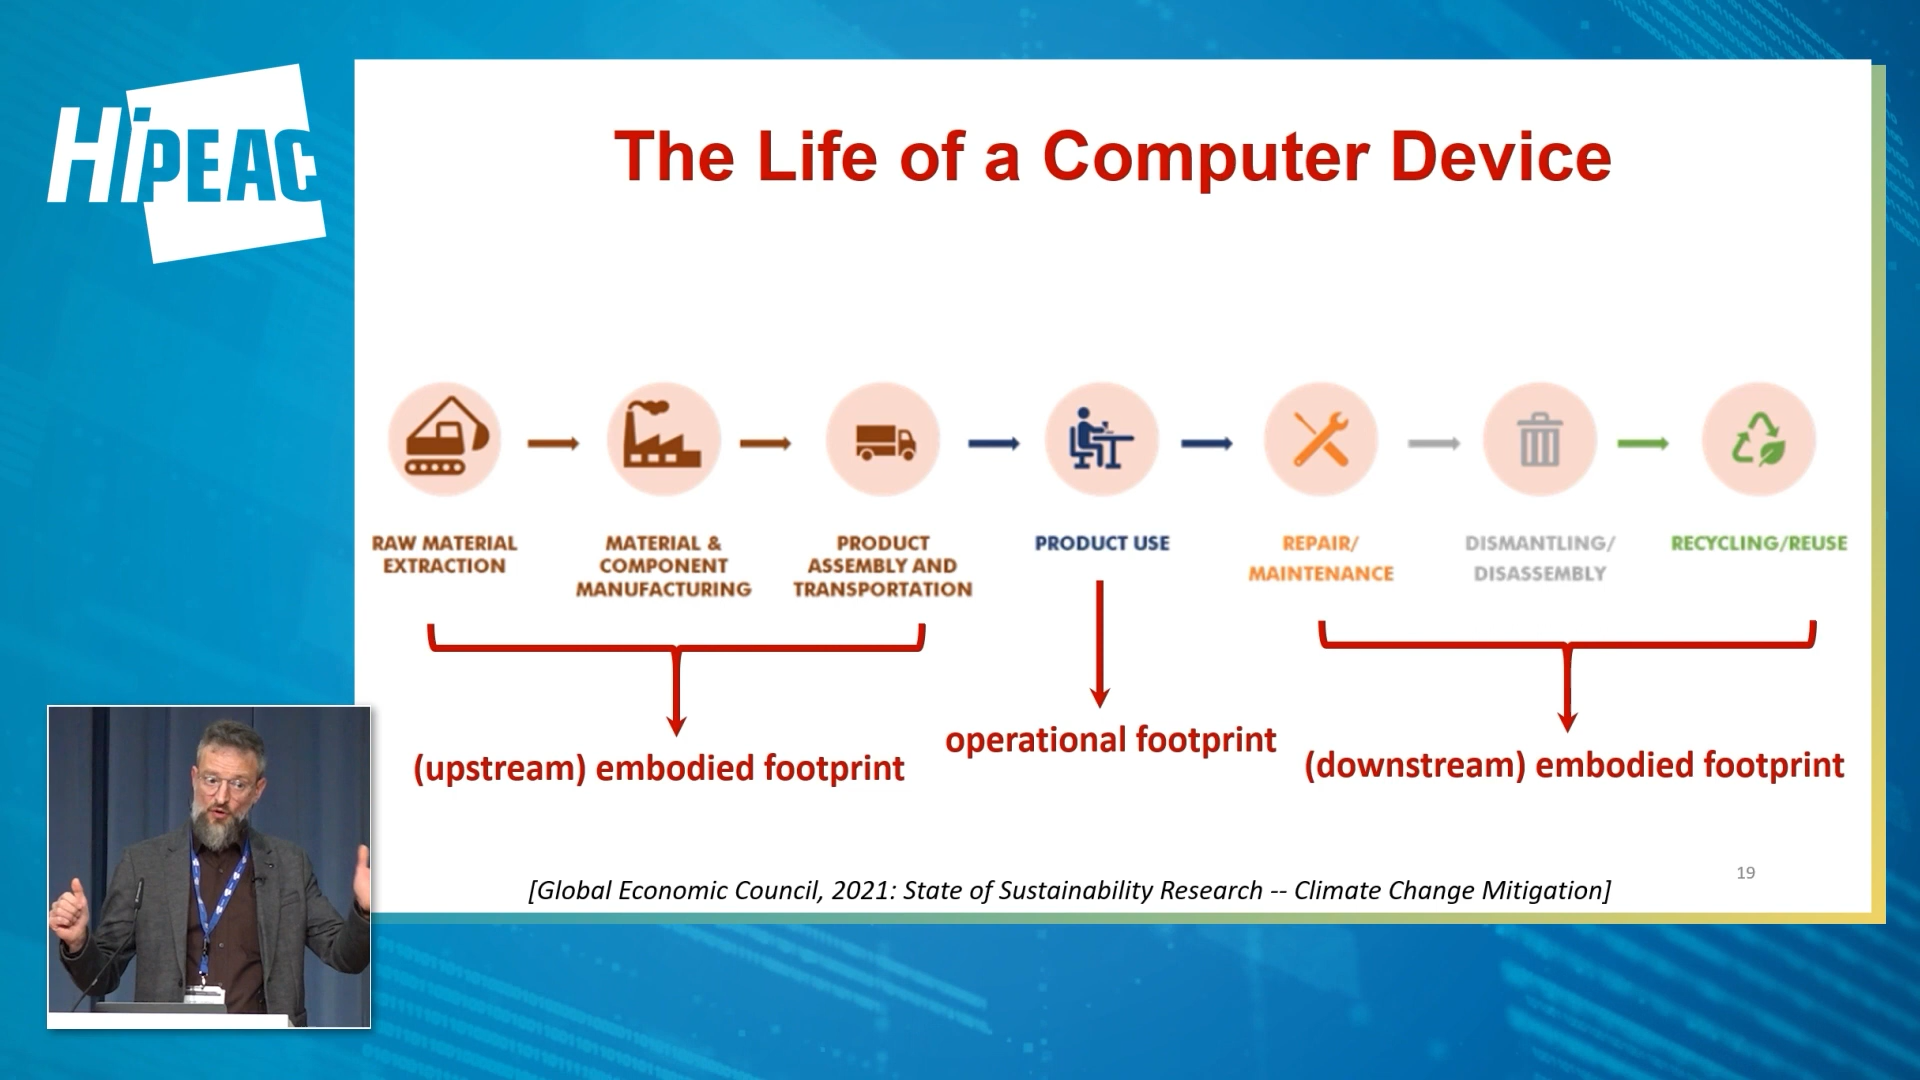 HiPEAC
The Life of a Computer Device
RAW MATERIAL
EXTRACTION
MATERIAL &
COMPONENT
MANUFACTURING
PRODUCT
ASSEMBLY AND
TRANSPORTATION
PRODUCT USE
REPAIR/
MAINTENANCE
DISMANTLING/
DISASSEMBLY
RECYCLING/REUSE
(upstream) embodied footprint
operational footprint
(downstream) embodied footprint
[Global Economic Council, 2021: State of Sustainability Research -- Climate Change Mitigation]
19